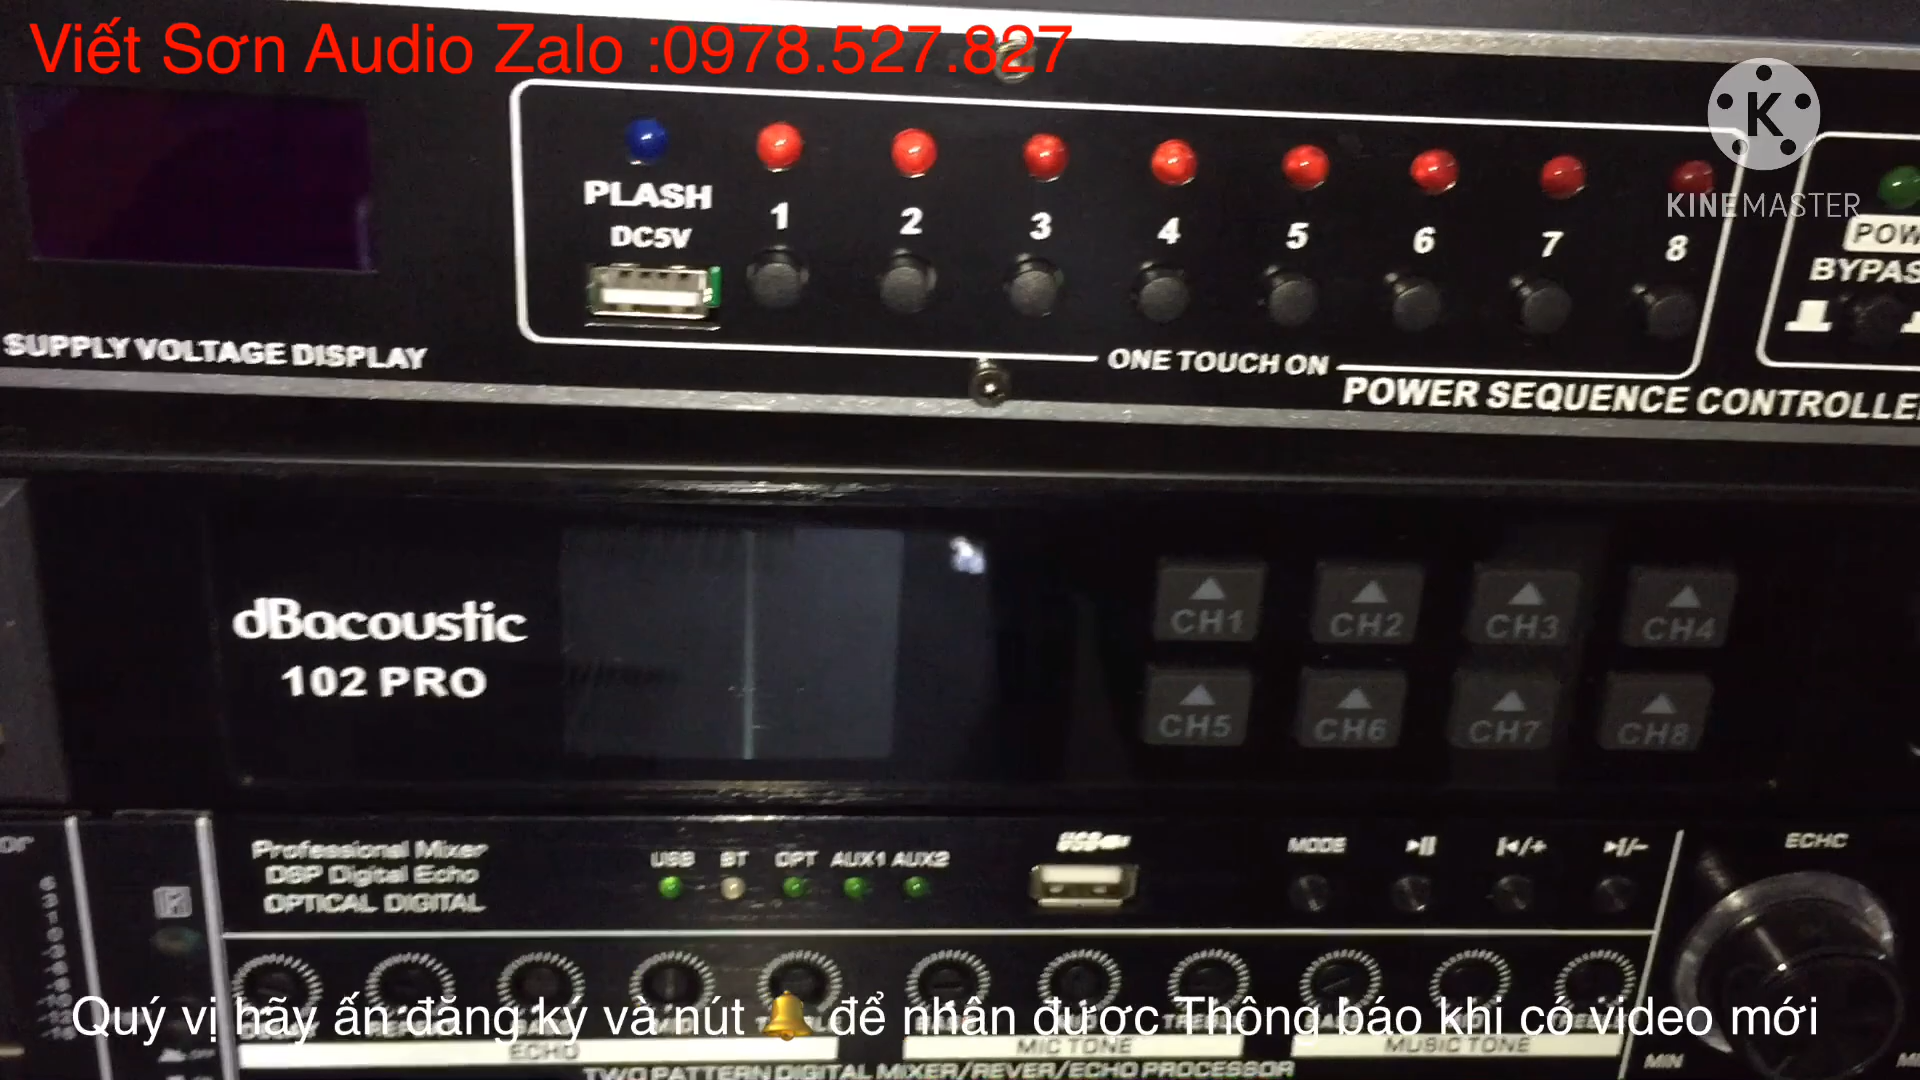 Viết Sơn Audio Zalo :0978.527.827
K
KINEMASTER
PLASH
DC5V
1 2 3 4 5 6 7 8
POW
BYPAS
SUPPLY VOLTAGE DISPLAY
ONE TOUCH ON
POWER SEQUENCE CONTROLLE
dBacoustic
102 PRO
CH1 CH2 CH3 CH4
CH5 CH6 CH7 CH8
Professional Mixer
DSP Digital Echo
OPTICAL DIGITAL
USB BT OPT AUX1 AUX2
MODE
ECHO
Quý vị hãy ấn đăng ký và nút 🔔 để nhận được Thông báo khi có video mới
ECHO MIC TONE MUSIC TONE
MIN
TWO PATTERN DIGITAL MIXER/REVER/ECHO PROCESSOR